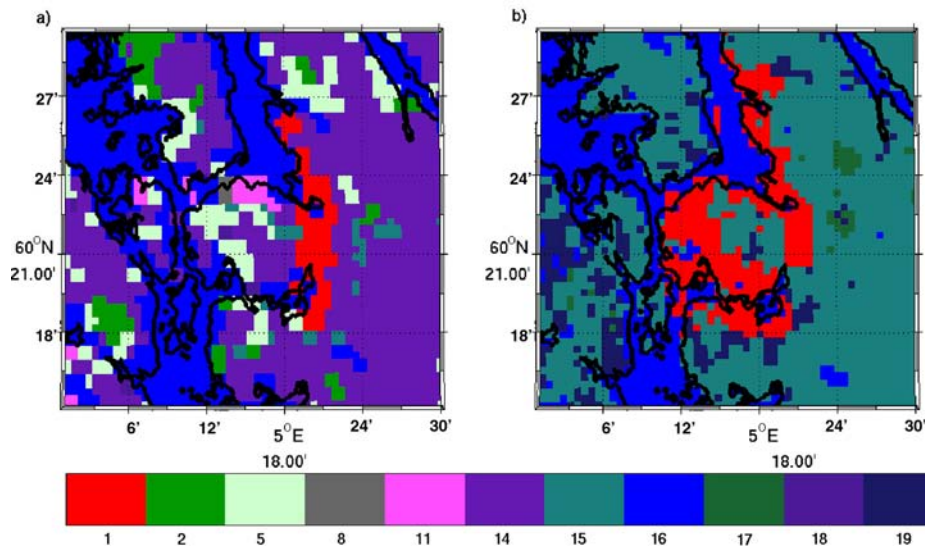 a) b)
27' 27'
24' 24'
60°N 60°N
21.00' 21.00'
18' 18'
6' 12' 5°E 24' 30' 6' 12' 5°E 24' 30'
18.00' 18.00'
1 2 5 8 11 14 15 16 17 18 19